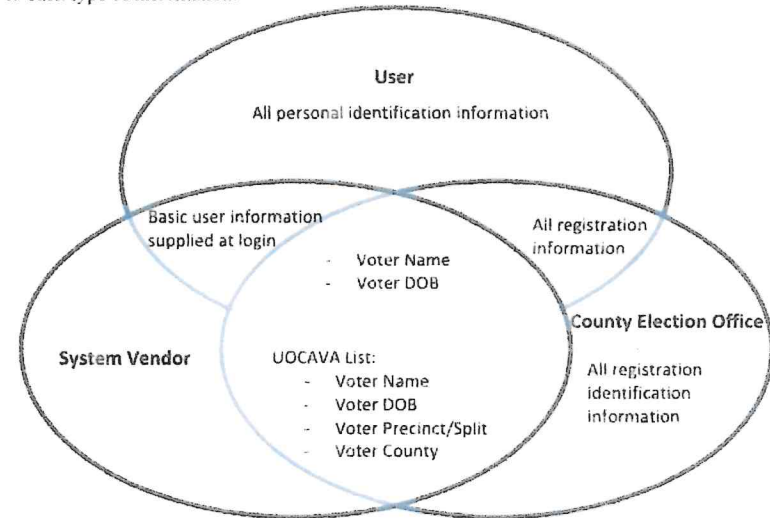 User
All personal identification information
Basic user information
supplied at login
All registration
information
- Voter Name
- Voter DOB
County Election Office
System Vendor
All registration
identification
information
UOCAVA List:
- Voter Name
- Voter DOB
- Voter Precinct/Split
- Voter County